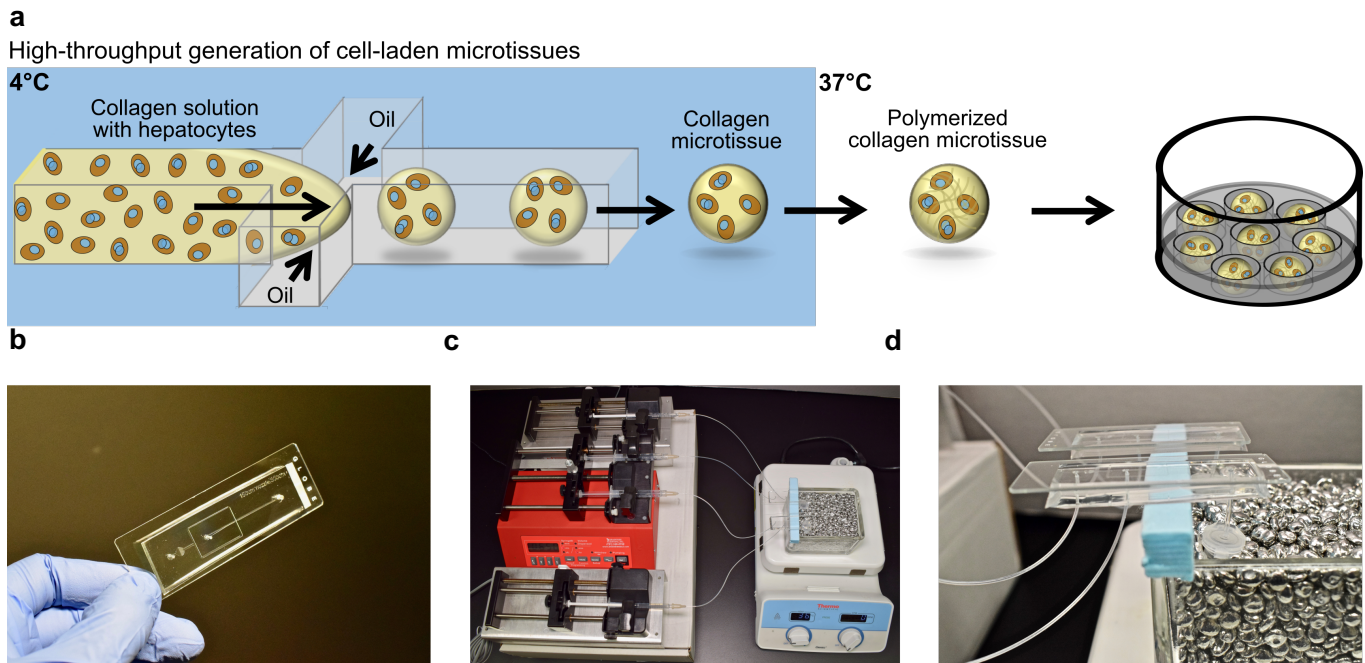 a
High-throughput generation of cell-laden microtissues
4°C
37°C
Collagen solution
with hepatocytes
Oil
Collagen
microtissue
Polymerized
collagen microtissue
Oil
b
c
d
Thermo